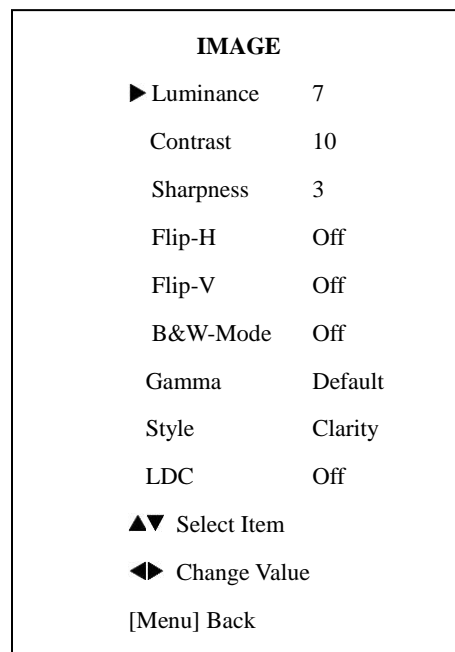 IMAGE
▶ Luminance 7
Contrast 10
Sharpness 3
Flip-H Off
Flip-V Off
B&W-Mode Off
Gamma Default
Style Clarity
LDC Off
▲▼ Select Item
◀▶ Change Value
[Menu] Back